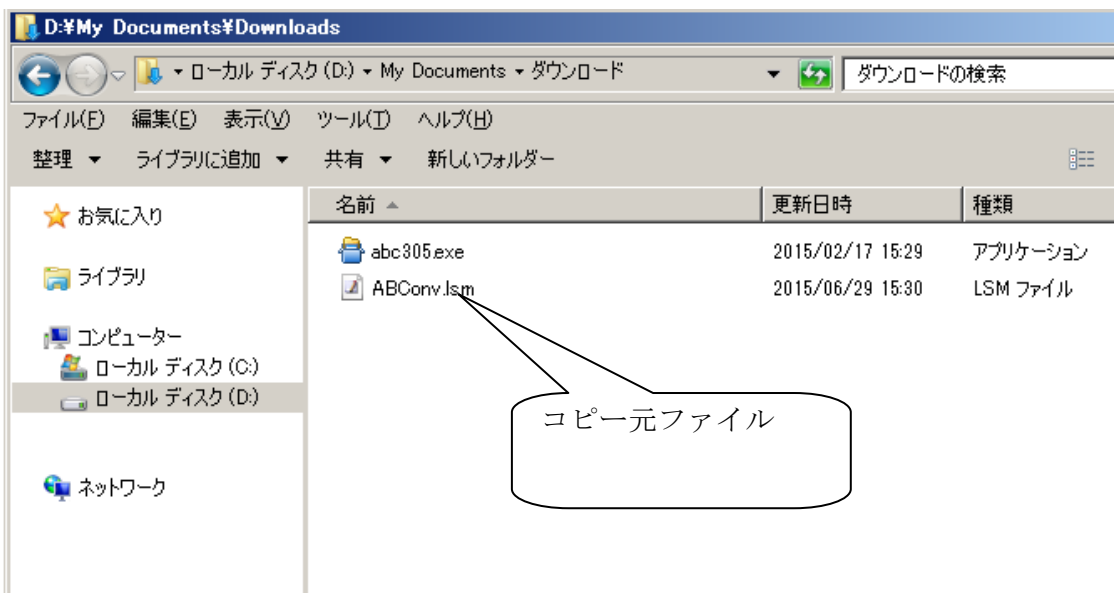 D:¥My Documents¥Downloads
ローカル ディスク (D:) My Documents ダウンロード ダウンロードの検索
ファイル(F) 編集(E) 表示(V) ツール(T) ヘルプ(H)
整理 ライブラリに追加 共有 新しいフォルダー
名前 更新日時 種類
お気に入り
abc305.exe 2015/02/17 15:29 アプリケーション
ライブラリ
ABConv.lsm 2015/06/29 15:30 LSM ファイル
コンピューター
ローカル ディスク (C:)
ローカル ディスク (D:)
コピー元ファイル
ネットワーク